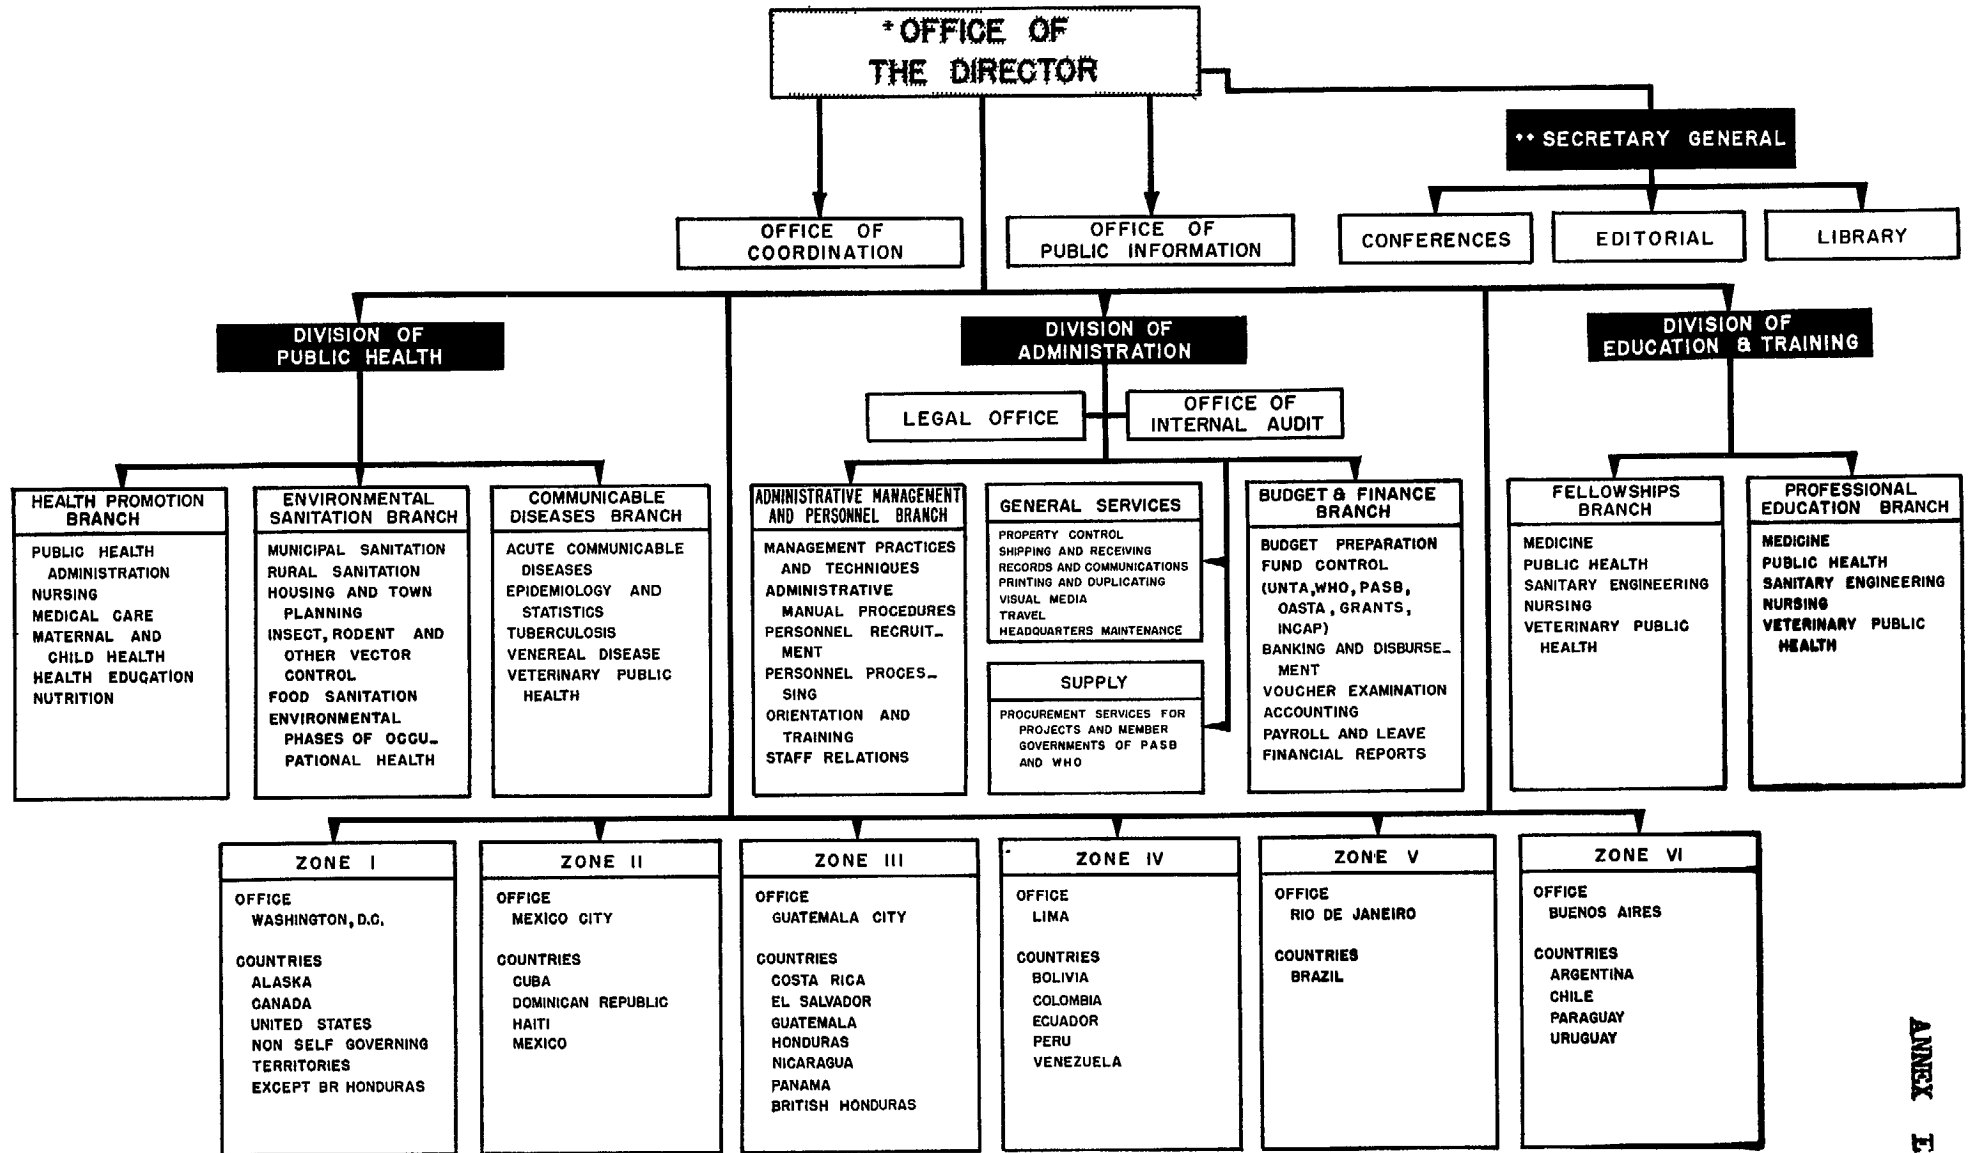 *OFFICE OF
THE DIRECTOR
** SECRETARY GENERAL
OFFICE OF
COORDINATION
OFFICE OF
PUBLIC INFORMATION
CONFERENCES
EDITORIAL
LIBRARY
DIVISION OF
PUBLIC HEALTH
DIVISION OF
ADMINISTRATION
DIVISION OF
EDUCATION & TRAINING
LEGAL OFFICE
OFFICE OF
INTERNAL AUDIT
HEALTH PROMOTION
BRANCH
PUBLIC HEALTH
ADMINISTRATION
NURSING
MEDICAL CARE
MATERNAL AND
CHILD HEALTH
HEALTH EDUCATION
NUTRITION
ENVIRONMENTAL
SANITATION BRANCH
MUNICIPAL SANITATION
RURAL SANITATION
HOUSING AND TOWN
PLANNING
INSECT, RODENT AND
OTHER VECTOR
CONTROL
FOOD SANITATION
ENVIRONMENTAL
PHASES OF OCCU-
PATIONAL HEALTH
COMMUNICABLE
DISEASES BRANCH
ACUTE COMMUNICABLE
DISEASES
EPIDEMIOLOGY AND
STATISTICS
TUBERCULOSIS
VENEREAL DISEASE
VETERINARY PUBLIC
HEALTH
ADMINISTRATIVE MANAGEMENT
AND PERSONNEL BRANCH
MANAGEMENT PRACTICES
AND TECHNIQUES
ADMINISTRATIVE
MANUAL PROCEDURES
PERSONNEL RECRUIT-
MENT
PERSONNEL PROCES-
SING
ORIENTATION AND
TRAINING
STAFF RELATIONS
GENERAL SERVICES
PROPERTY CONTROL
SHIPPING AND RECEIVING
RECORDS AND COMMUNICATIONS
PRINTING AND DUPLICATING
VISUAL MEDIA
TRAVEL
HEADQUARTERS MAINTENANCE
SUPPLY
PROCUREMENT SERVICES FOR
PROJECTS AND MEMBER
GOVERNMENTS OF PASB
AND WHO
BUDGET & FINANCE
BRANCH
BUDGET PREPARATION
FUND CONTROL
(UNTA, WHO, PASB,
OASTA, GRANTS,
INCAP)
BANKING AND DISBURSE-
MENT
VOUCHER EXAMINATION
ACCOUNTING
PAYROLL AND LEAVE
FINANCIAL REPORTS
FELLOWSHIPS
BRANCH
MEDICINE
PUBLIC HEALTH
SANITARY ENGINEERING
NURSING
VETERINARY PUBLIC
HEALTH
PROFESSIONAL
EDUCATION BRANCH
MEDICINE
PUBLIC HEALTH
SANITARY ENGINEERING
NURSING
VETERINARY PUBLIC
HEALTH
ZONE I
OFFICE
WASHINGTON, D.C.
COUNTRIES
ALASKA
CANADA
UNITED STATES
NON SELF GOVERNING
TERRITORIES
EXCEPT BR HONDURAS
ZONE II
OFFICE
MEXICO CITY
COUNTRIES
CUBA
DOMINICAN REPUBLIC
HAITI
MEXICO
ZONE III
OFFICE
GUATEMALA CITY
COUNTRIES
COSTA RICA
EL SALVADOR
GUATEMALA
HONDURAS
NICARAGUA
PANAMA
BRITISH HONDURAS
ZONE IV
OFFICE
LIMA
COUNTRIES
BOLIVIA
COLOMBIA
ECUADOR
PERU
VENEZUELA
ZONE V
OFFICE
RIO DE JANEIRO
COUNTRIES
BRAZIL
ZONE VI
OFFICE
BUENOS AIRES
COUNTRIES
ARGENTINA
CHILE
PARAGUAY
URUGUAY
ANNEX E